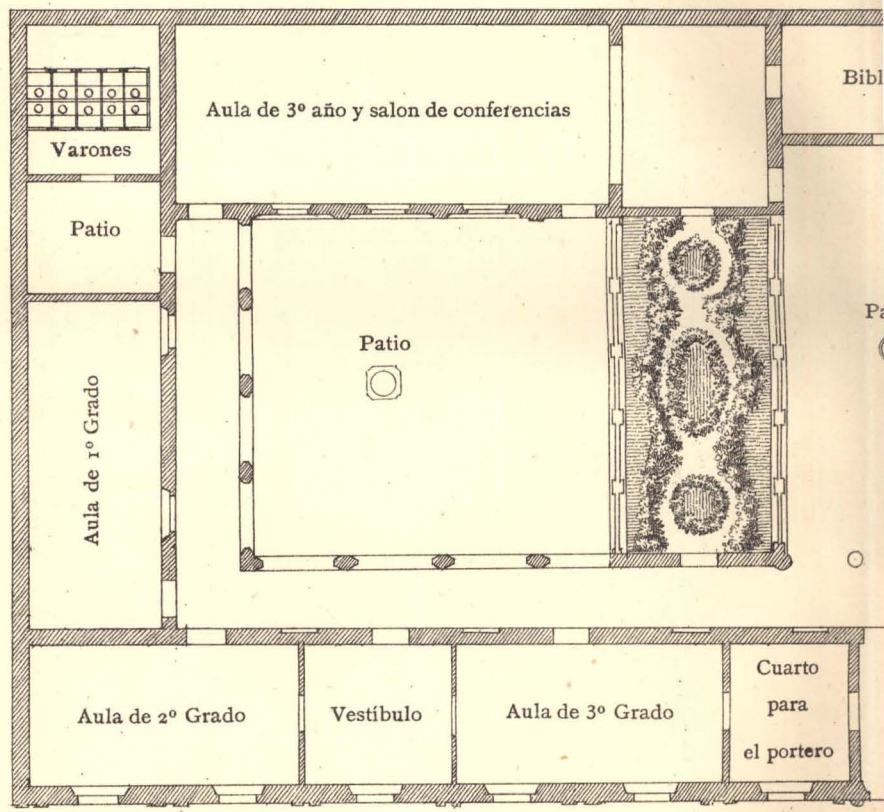 Aula de 3º año y salon de conferencias
Bibl
Varones
Patio
Patio
Pa
Aula de 1º Grado
Aula de 2º Grado
Vestíbulo
Aula de 3º Grado
Cuarto
para
el portero